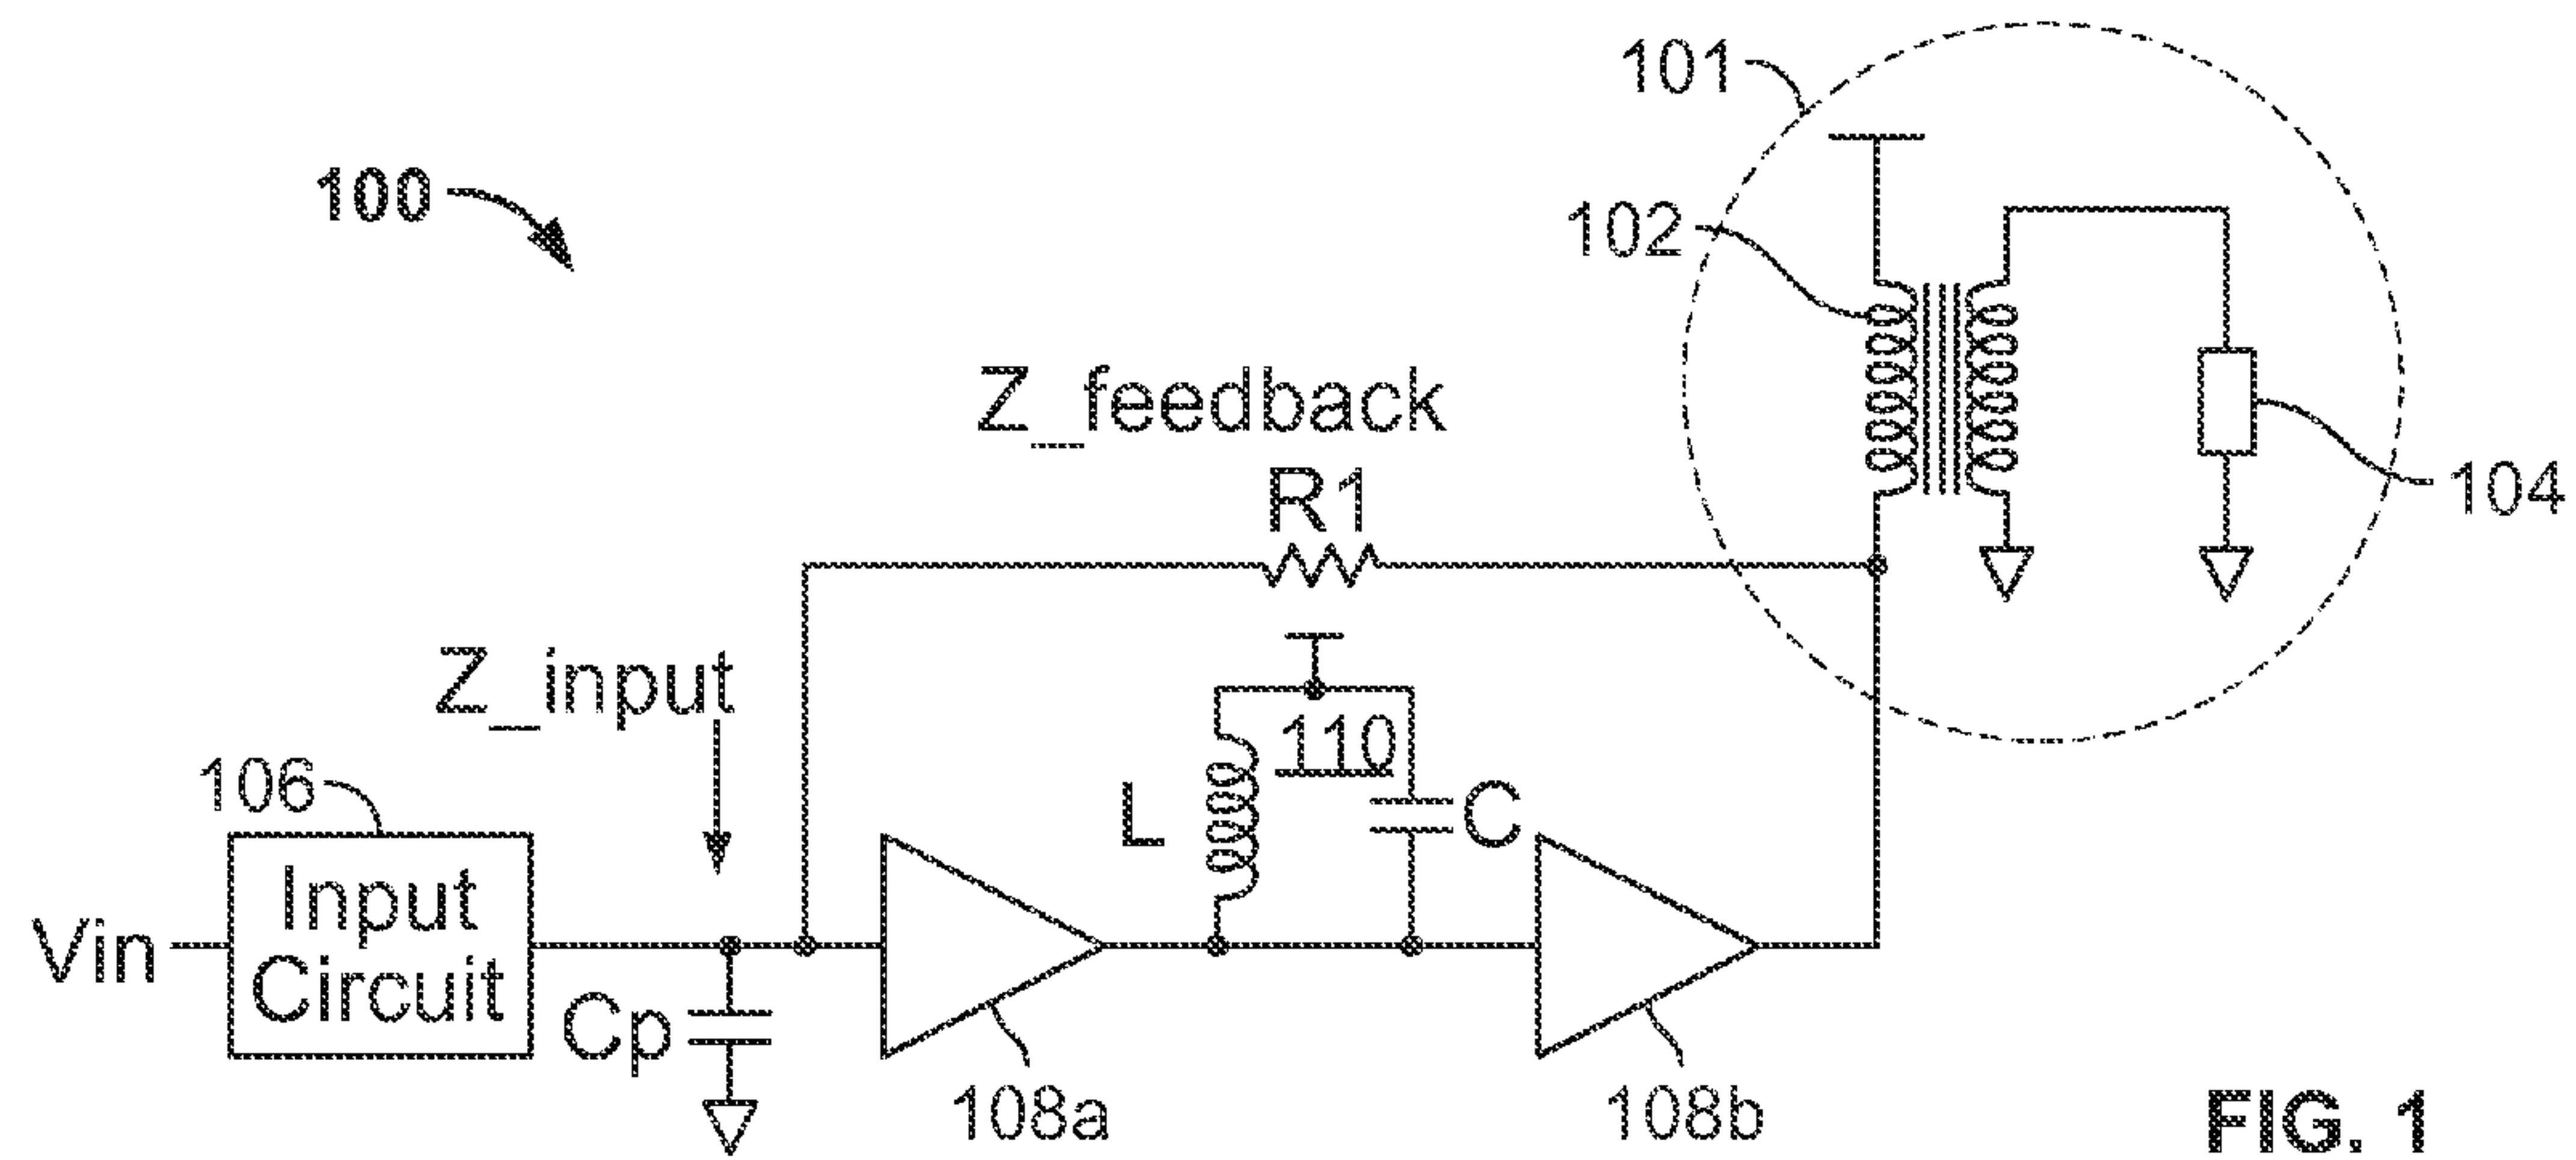 101
100
102
Z_feedback
R1
104
Z_input
110
106
L
C
Input
Circuit
Vin
Cp
108a
108b
FIG. 1